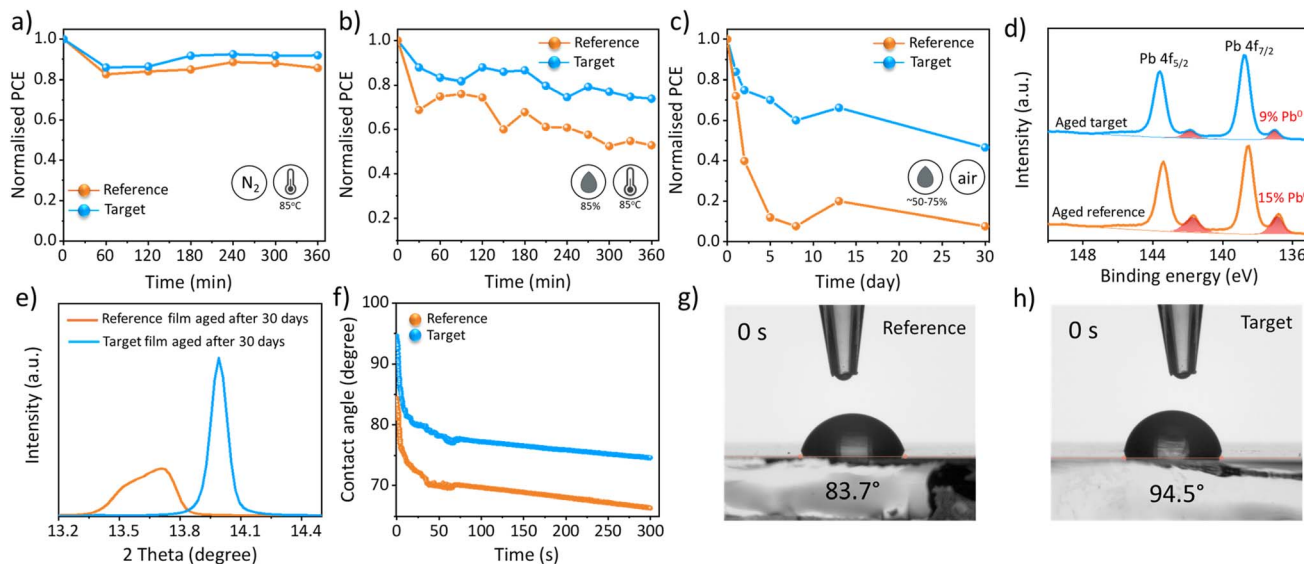 a)
Normalised PCE
1.0
0.8
0.6
0.4
0.2
0.0
0 60 120 180 240 300 360
Time (min)
Reference
Target
N₂
85°C
b)
Normalised PCE
1.0
0.8
0.6
0.4
0.2
0 60 120 180 240 300 360
Time (min)
Reference
Target
85%
85°C
c)
Normalised PCE
1.0
0.8
0.6
0.4
0.2
0.0
0 5 10 15 20 25 30
Time (day)
Reference
Target
air
~50-75%
d)
Intensity (a.u.)
Pb 4f₇/₂
Pb 4f₅/₂
9% Pb⁰
Aged target
15% Pb
Aged reference
150 148 144 140 136
Binding energy (eV)
e)
Intensity (a.u.)
Reference film aged after 30 days
Target film aged after 30 days
13.2 13.5 13.8 14.1 14.4
2 Theta (degree)
f)
Contact angle (degree)
100
90
80
70
0 50 100 150 200 250 300
Time (s)
Reference
Target
g)
0 s
Reference
83.7°
h)
0 s
Target
94.5°